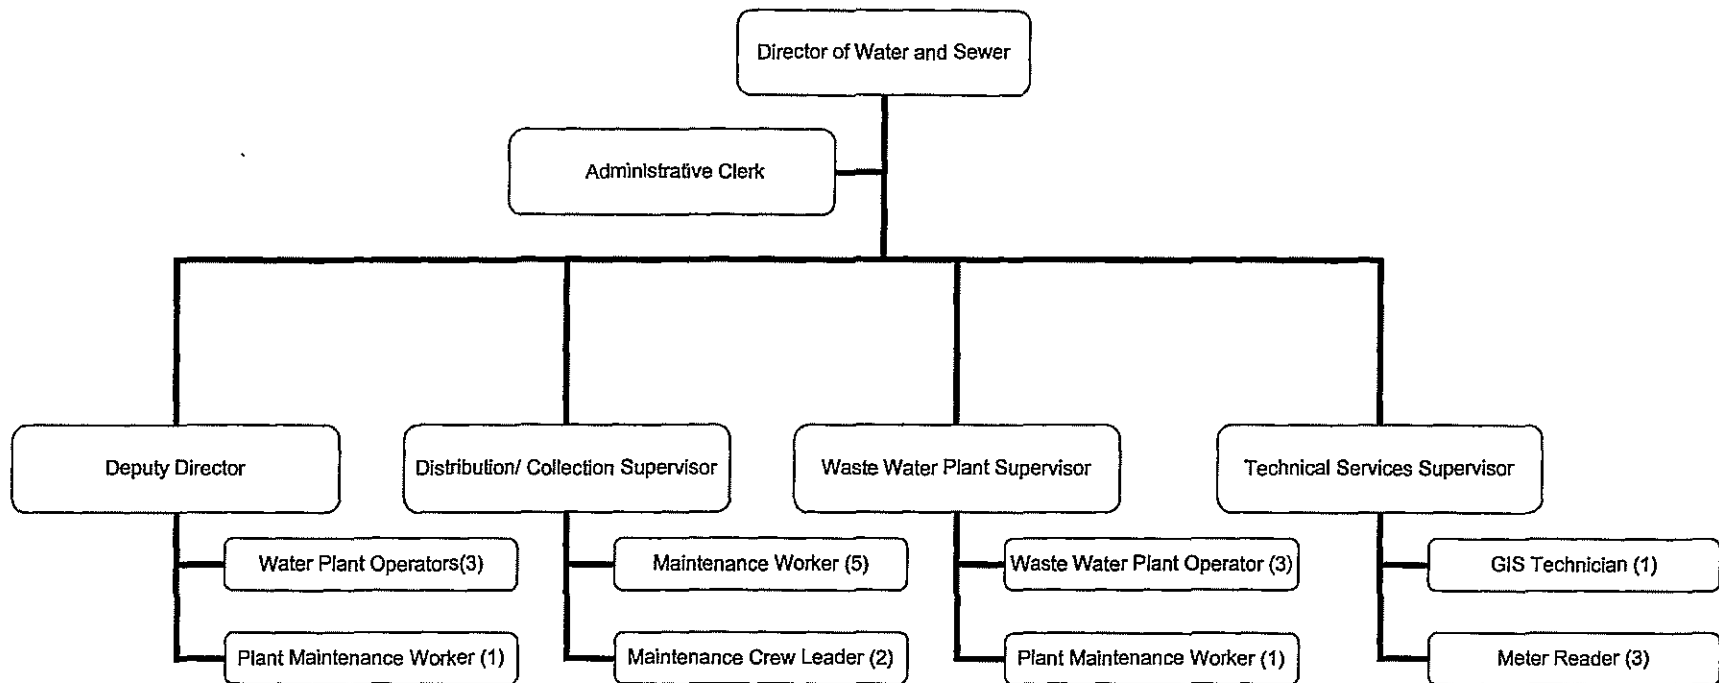 Director of Water and Sewer
Administrative Clerk
Deputy Director
Distribution/ Collection Supervisor
Waste Water Plant Supervisor
Technical Services Supervisor
Water Plant Operators(3)
Maintenance Worker (5)
Waste Water Plant Operator (3)
GIS Technician (1)
Plant Maintenance Worker (1)
Maintenance Crew Leader (2)
Plant Maintenance Worker (1)
Meter Reader (3)